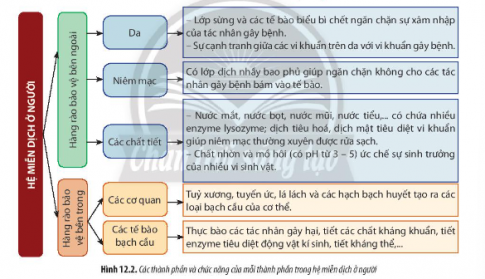 HỆ MIỄN DỊCH Ở NGƯỜI
Hàng rào bảo vệ bên ngoài
Da
– Lớp sừng và các tế bào biểu bì chết ngăn chặn sự xâm nhập
của tác nhân gây bệnh.
– Sự cạnh tranh giữa các vi khuẩn trên da với vi khuẩn gây bệnh.
Niêm mạc
Có lớp dịch nhầy bao phủ giúp ngăn chặn không cho các tác
nhân gây bệnh bám vào tế bào.
Các chất tiết
– Nước mắt, nước bọt, nước mũi, nước tiểu,... có chứa nhiều
enzyme lysozyme; dịch tiêu hoá, dịch mật tiêu diệt vi khuẩn
giúp niêm mạc thường xuyên được rửa sạch.
– Chất nhờn và mồ hôi (có pH từ 3 – 5) ức chế sự sinh trưởng
của nhiều vi sinh vật.
Hàng rào bảo
vệ bên trong
Các cơ quan
Tuỷ xương, tuyến ức, lá lách và các hạch bạch huyết tạo ra các
loại bạch cầu của cơ thể.
Các tế bào
bạch cầu
Thực bào các tác nhân gây hại, tiết các chất kháng khuẩn, tiết
enzyme tiêu diệt động vật kí sinh, tiết kháng thể,...
Chân trời sáng tạo
Hình 12.2. Các thành phần và chức năng của mỗi thành phần trong hệ miễn dịch ở người